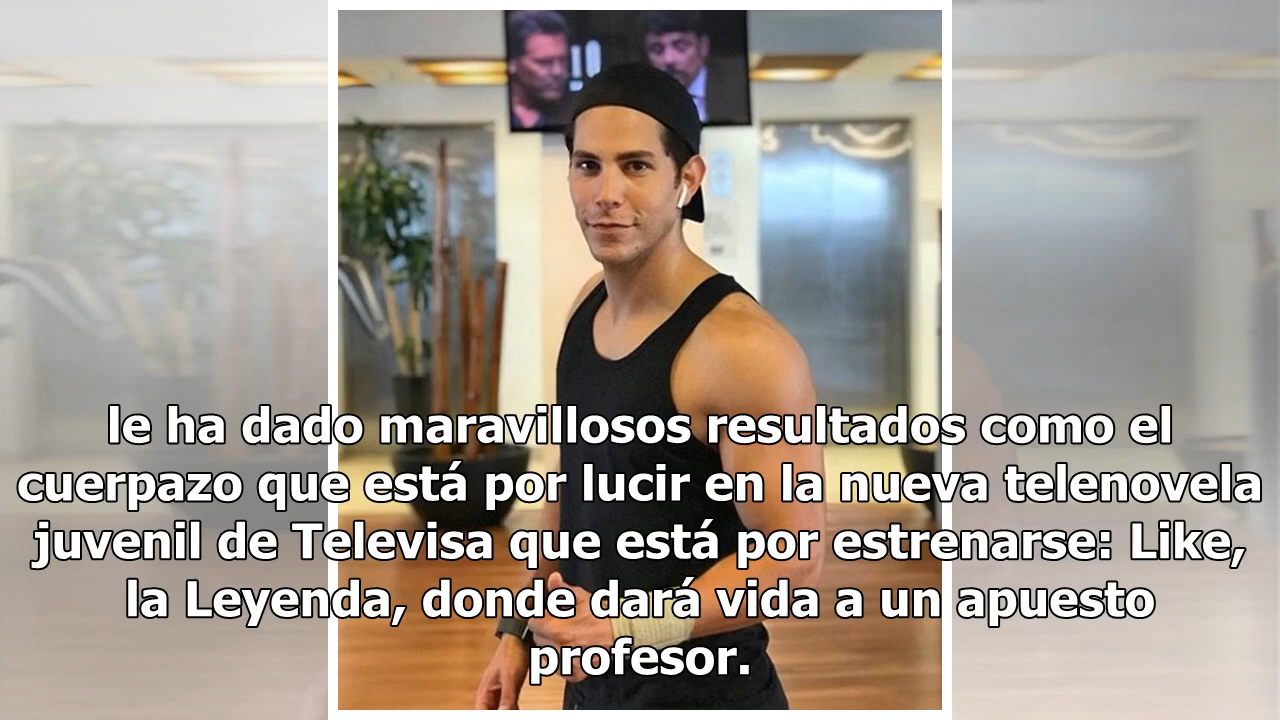 10
le ha dado maravillosos resultados como el
cuerpazo que está por lucir en la nueva telenovela
juvenil de Televisa que está por estrenarse: Like,
la Leyenda, donde dará vida a un apuesto
profesor.